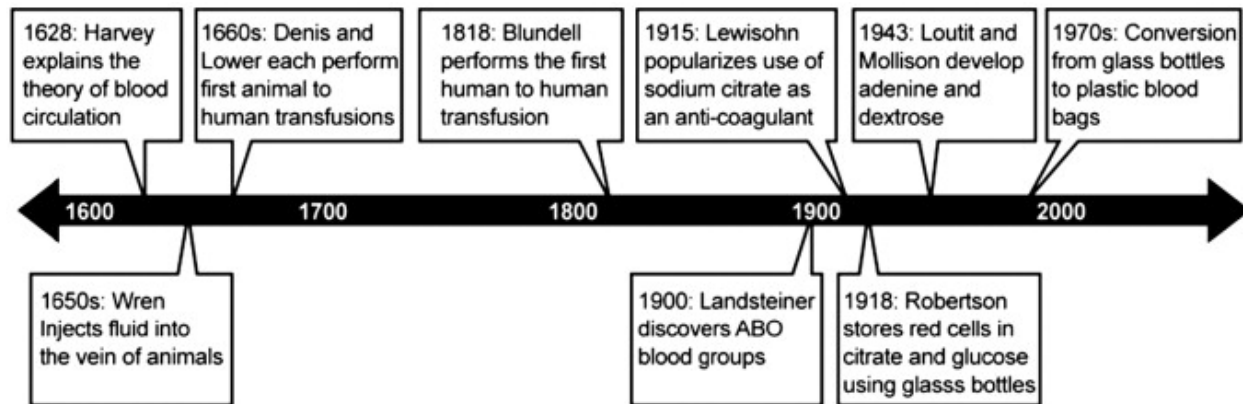 1628: Harvey
explains the
theory of blood
circulation
1660s: Denis and
Lower each perform
first animal to
human transfusions
1818: Blundell
performs the first
human to human
transfusion
1915: Lewisohn
popularizes use of
sodium citrate as
an anti-coagulant
1943: Loutit and
Mollison develop
adenine and
dextrose
1970s: Conversion
from glass bottles
to plastic blood
bags
1600 1700 1800 1900 2000
1650s: Wren
Injects fluid into
the vein of animals
1900: Landsteiner
discovers ABO
blood groups
1918: Robertson
stores red cells in
citrate and glucose
using glasss bottles